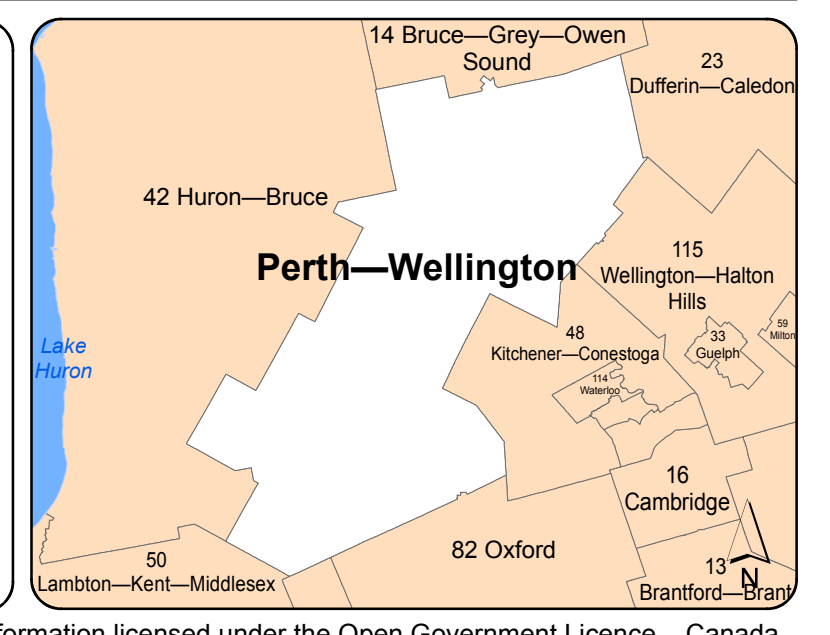 14 Bruce—Grey—Owen
Sound
23
Dufferin—Caledon
42 Huron—Bruce
115
Wellington—Halton
Hills
Perth—Wellington
59
Milton
48
Kitchener—Conestoga
33
Guelph
Lake
Huron
114
Waterloo
16
Cambridge
82 Oxford
50
Lambton—Kent—Middlesex
13
Brantford—Brant
N
formation licensed under the Open Government Licence – Canada